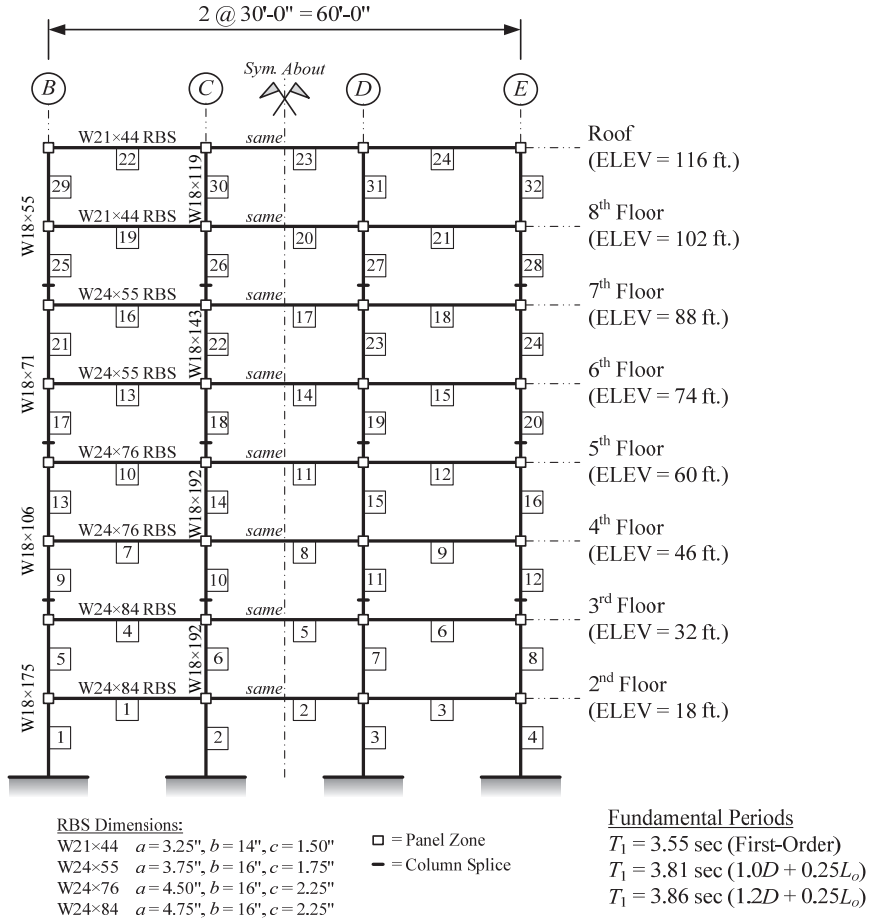 2 @ 30'-0" = 60'-0"
Sym. About
B C D E
W21×44 RBS same Roof
22 23 24 (ELEV = 116 ft.)
29 W18×119 30 31 32
W18×55
W21×44 RBS same 8th Floor
19 20 21 (ELEV = 102 ft.)
25 26 27 28
W24×55 RBS same 7th Floor
16 17 18 (ELEV = 88 ft.)
21 W18×143 22 23 24
W18×71
W24×55 RBS same 6th Floor
13 14 15 (ELEV = 74 ft.)
17 18 19 20
W24×76 RBS same 5th Floor
10 11 12 (ELEV = 60 ft.)
13 W18×192 14 15 16
W18×106
W24×76 RBS same 4th Floor
7 8 9 (ELEV = 46 ft.)
9 10 11 12
W24×84 RBS same 3rd Floor
4 5 6 (ELEV = 32 ft.)
5 W18×192 6 7 8
W18×175
W24×84 RBS same 2nd Floor
1 2 3 (ELEV = 18 ft.)
1 2 3 4
RBS Dimensions:
W21×44 a = 3.25", b = 14", c = 1.50"
W24×55 a = 3.75", b = 16", c = 1.75"
W24×76 a = 4.50", b = 16", c = 2.25"
W24×84 a = 4.75", b = 16", c = 2.25"
= Panel Zone
= Column Splice
Fundamental Periods
T1 = 3.55 sec (First-Order)
T1 = 3.81 sec (1.0D + 0.25Lo)
T1 = 3.86 sec (1.2D + 0.25Lo)